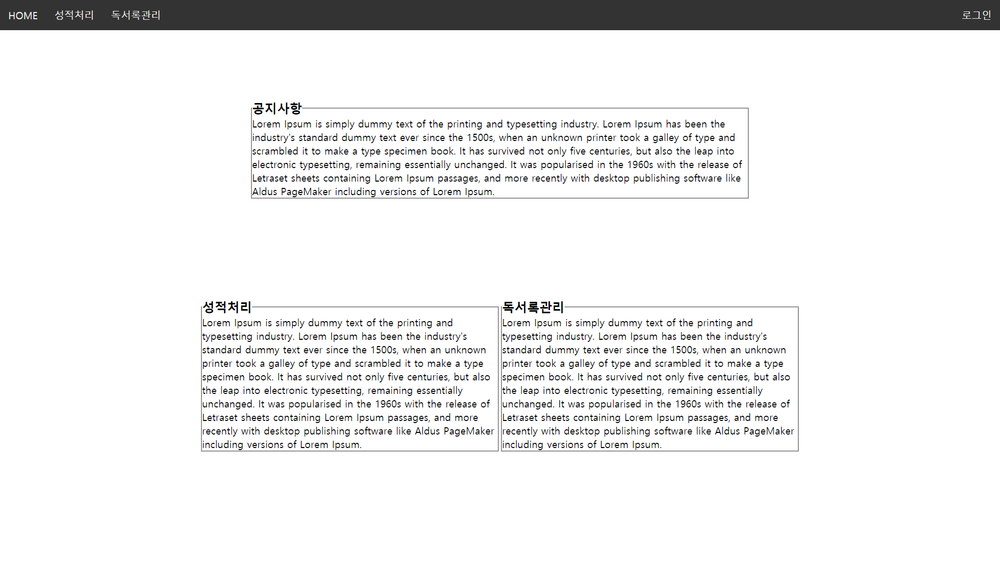 HOME 성적처리 독서록관리 로그인
공지사항
Lorem Ipsum is simply dummy text of the printing and typesetting industry. Lorem Ipsum has been the
industry's standard dummy text ever since the 1500s, when an unknown printer took a galley of type and
scrambled it to make a type specimen book. It has survived not only five centuries, but also the leap into
electronic typesetting, remaining essentially unchanged. It was popularised in the 1960s with the release of
Letraset sheets containing Lorem Ipsum passages, and more recently with desktop publishing software like
Aldus PageMaker including versions of Lorem Ipsum.
성적처리
Lorem Ipsum is simply dummy text of the printing and
typesetting industry. Lorem Ipsum has been the industry's
standard dummy text ever since the 1500s, when an unknown
printer took a galley of type and scrambled it to make a type
specimen book. It has survived not only five centuries, but also
the leap into electronic typesetting, remaining essentially
unchanged. It was popularised in the 1960s with the release of
Letraset sheets containing Lorem Ipsum passages, and more
recently with desktop publishing software like Aldus PageMaker
including versions of Lorem Ipsum.
독서록관리
Lorem Ipsum is simply dummy text of the printing and
typesetting industry. Lorem Ipsum has been the industry's
standard dummy text ever since the 1500s, when an unknown
printer took a galley of type and scrambled it to make a type
specimen book. It has survived not only five centuries, but also
the leap into electronic typesetting, remaining essentially
unchanged. It was popularised in the 1960s with the release of
Letraset sheets containing Lorem Ipsum passages, and more
recently with desktop publishing software like Aldus PageMaker
including versions of Lorem Ipsum.